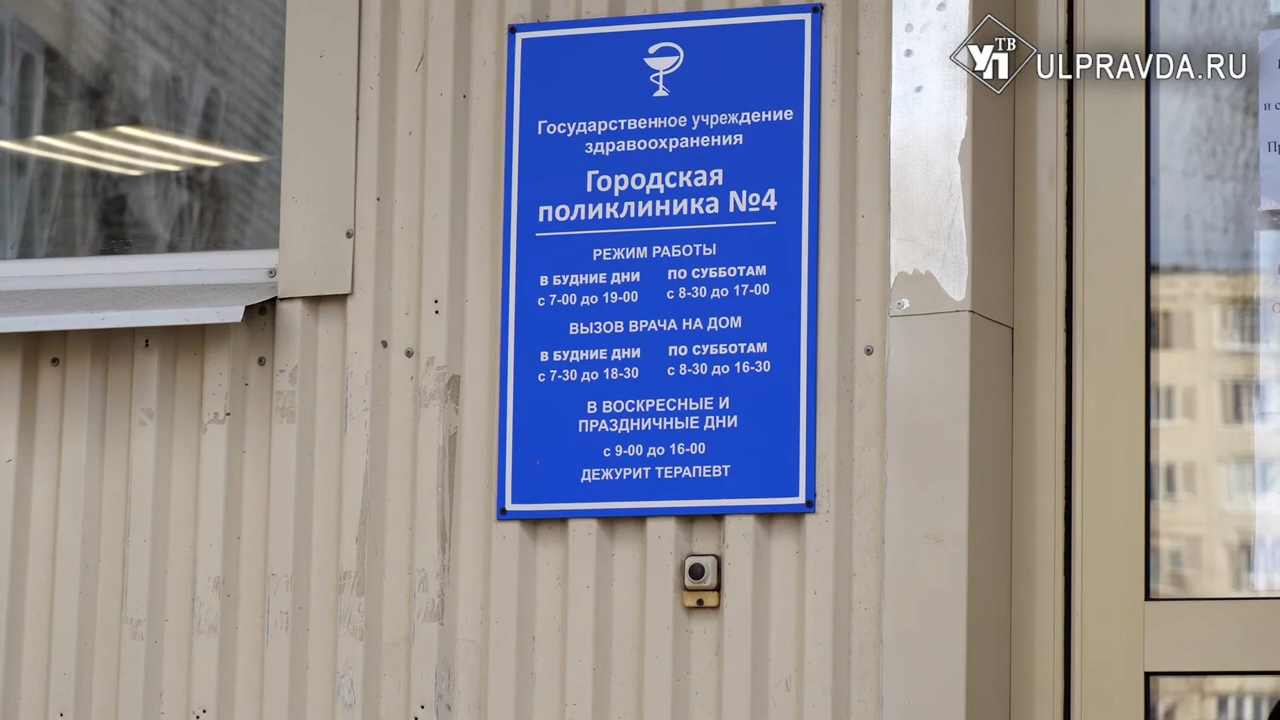 УП ТВ ULPRAVDA.RU
Государственное учреждение
здравоохранения
Городская
поликлиника №4
РЕЖИМ РАБОТЫ
В БУДНИЕ ДНИ ПО СУББОТАМ
с 7-00 до 19-00 с 8-30 до 17-00
ВЫЗОВ ВРАЧА НА ДОМ
В БУДНИЕ ДНИ ПО СУББОТАМ
с 7-30 до 18-30 с 8-30 до 16-30
В ВОСКРЕСНЫЕ И
ПРАЗДНИЧНЫЕ ДНИ
с 9-00 до 16-00
ДЕЖУРИТ ТЕРАПЕВТ